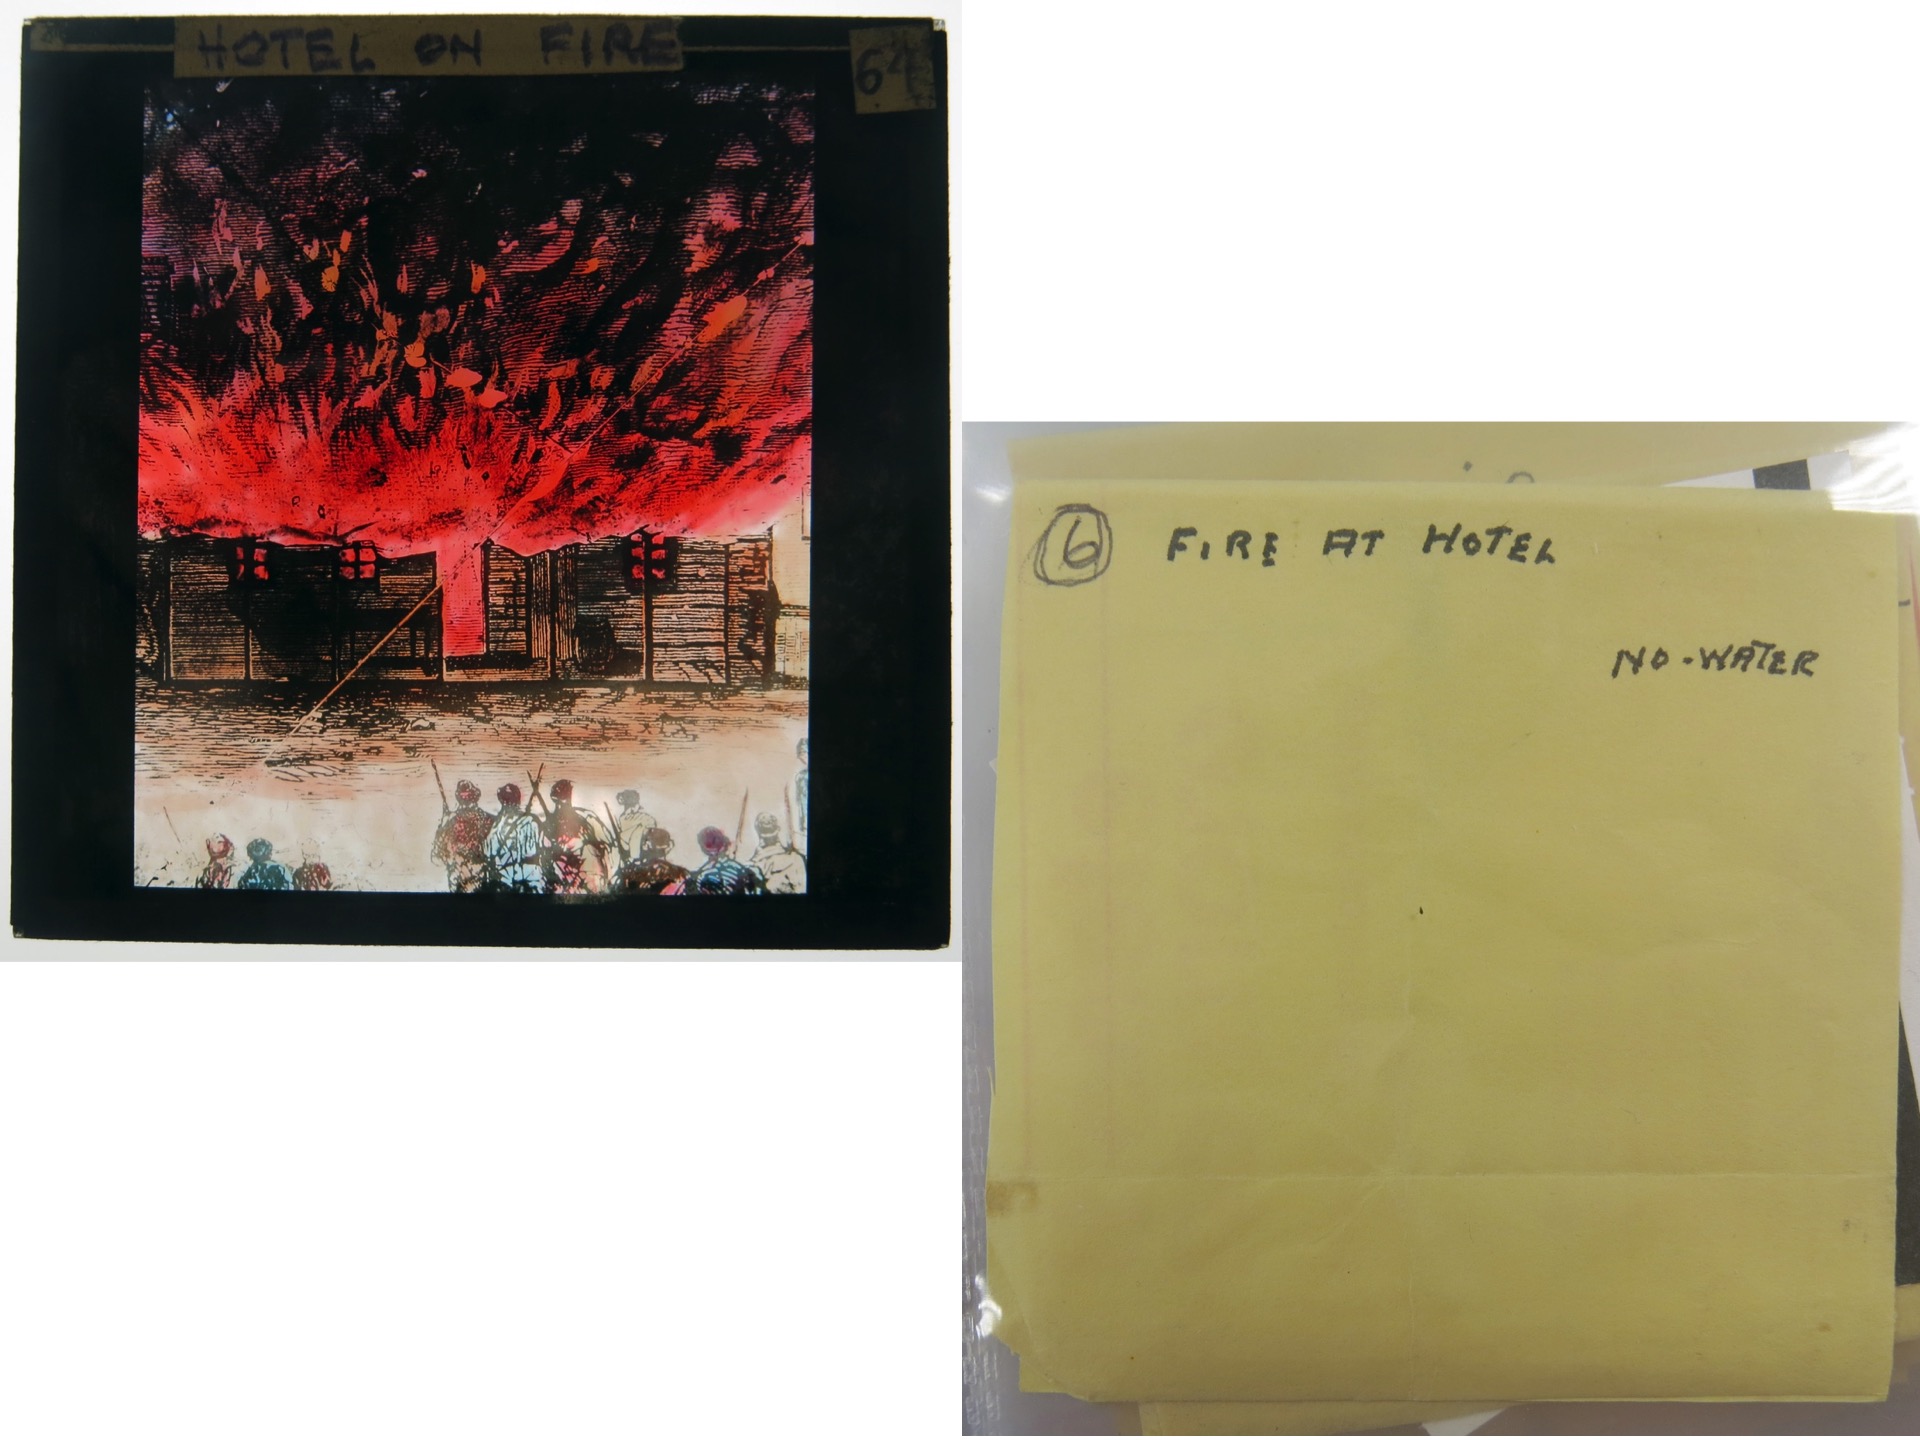 HOTEL ON FIRE
64
6
FIRE AT HOTEL
NO-WATER